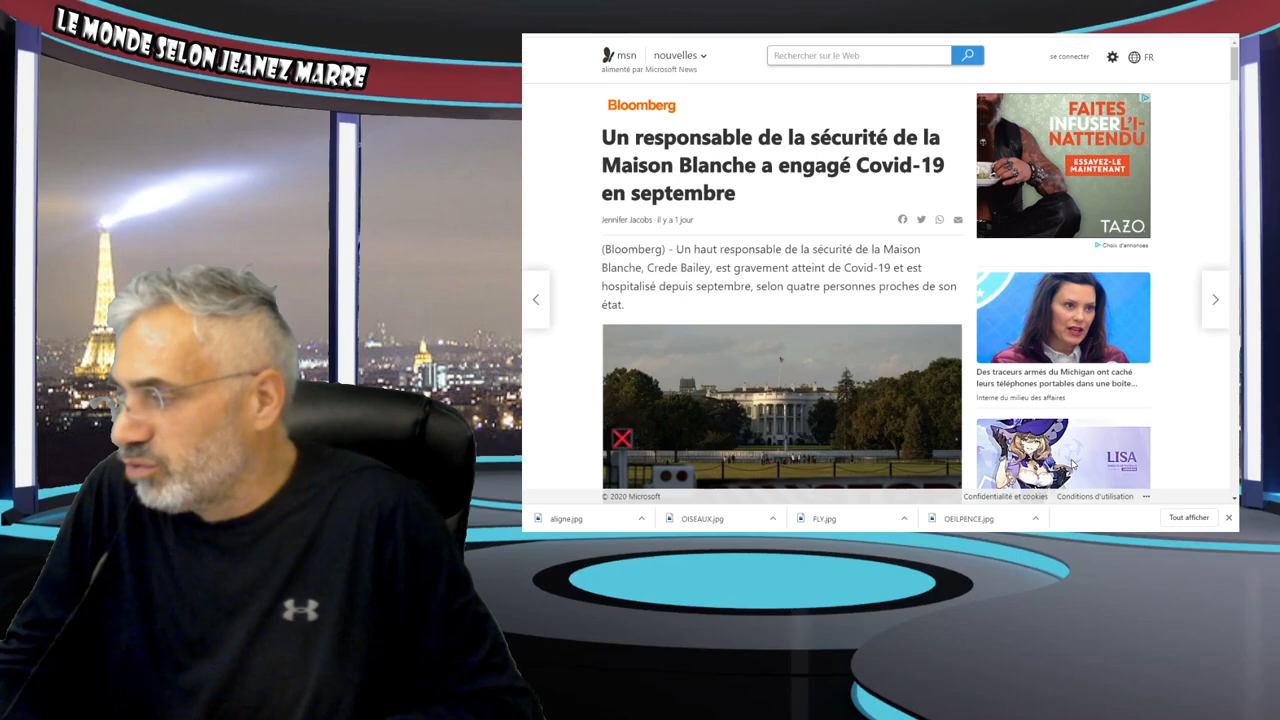 LE MONDE SELON JEANEZ MARRE
msn
nouvelles
alimenté par Microsoft News
Rechercher sur le Web
se connecter
FR
Bloomberg
Un responsable de la sécurité de la
Maison Blanche a engagé Covid-19
en septembre
Jennifer Jacobs · il y a 1 jour
(Bloomberg) - Un haut responsable de la sécurité de la Maison
Blanche, Crede Bailey, est gravement atteint de Covid-19 et est
hospitalisé depuis septembre, selon quatre personnes proches de son
état.
FAITES
INFUSER L'I-
NATTENDU
ESSAYEZ-LE
MAINTENANT
TAZO
Choix d'annonces
Des traceurs armés du Michigan ont caché
leurs téléphones portables dans une boîte...
Interne du milieu des affaires
LISA
© 2020 Microsoft
Confidentialité et cookies
Conditions d'utilisation
aligne.jpg
OISEAUX.jpg
FLY.jpg
OEILPENCE.jpg
Tout afficher